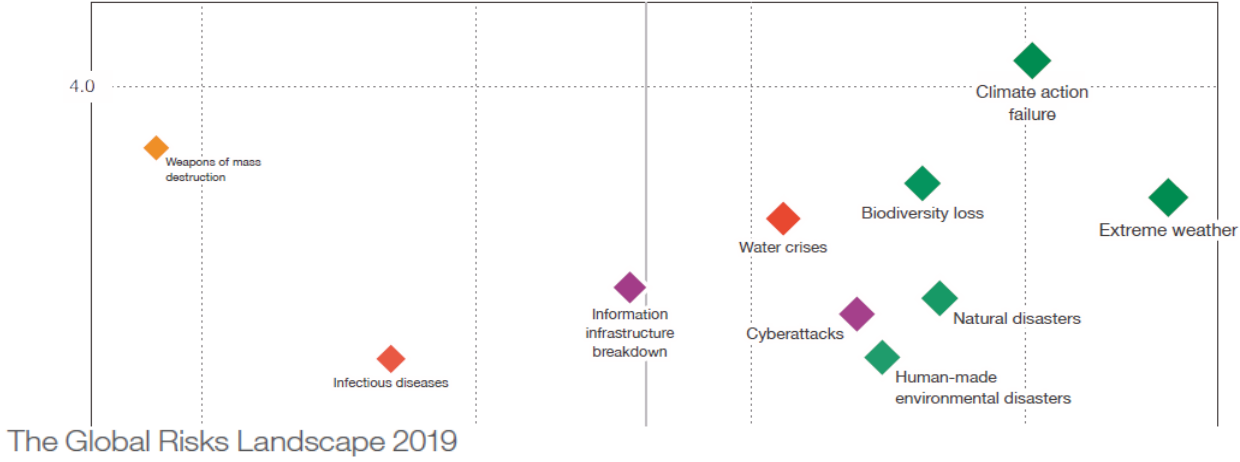 4.0
Climate action
failure
Weapons of mass
destruction
Biodiversity loss
Extreme weather
Water crises
Information
infrastructure
breakdown
Natural disasters
Cyberattacks
Infectious diseases
Human-made
environmental disasters
The Global Risks Landscape 2019